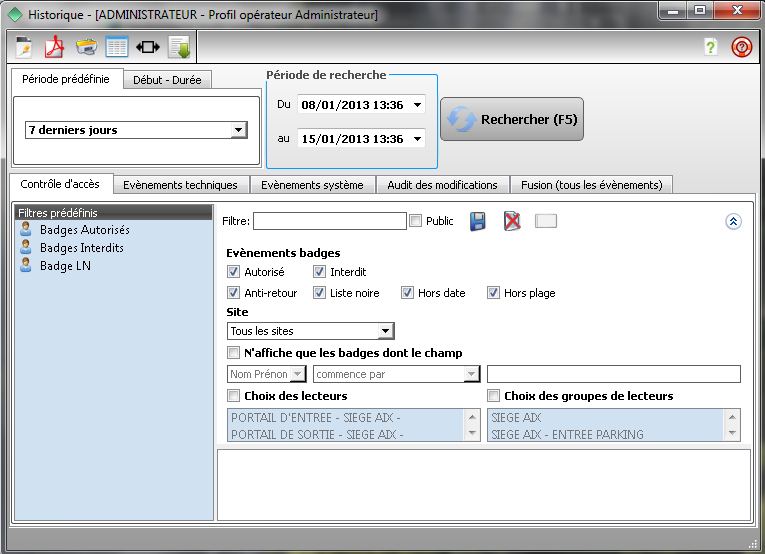 Historique - [ADMINISTRATEUR - Profil opérateur Administrateur]
Période prédéfinie
Début - Durée
7 derniers jours
Période de recherche
Du 08/01/2013 13:36
au 15/01/2013 13:36
Rechercher (F5)
Contrôle d'accès
Evènements techniques
Evènements système
Audit des modifications
Fusion (tous les évènements)
Filtres prédéfinis
Badges Autorisés
Badges Interdits
Badge LN
Filtre:
Public
Evènements badges
Autorisé
Interdit
Anti-retour
Liste noire
Hors date
Hors plage
Site
Tous les sites
N'affiche que les badges dont le champ
Nom Prénon
commence par
Choix des lecteurs
PORTAIL D'ENTREE - SIEGE AIX -
PORTAIL DE SORTIE - SIEGE AIX -
Choix des groupes de lecteurs
SIEGE AIX
SIEGE AIX - ENTREE PARKING